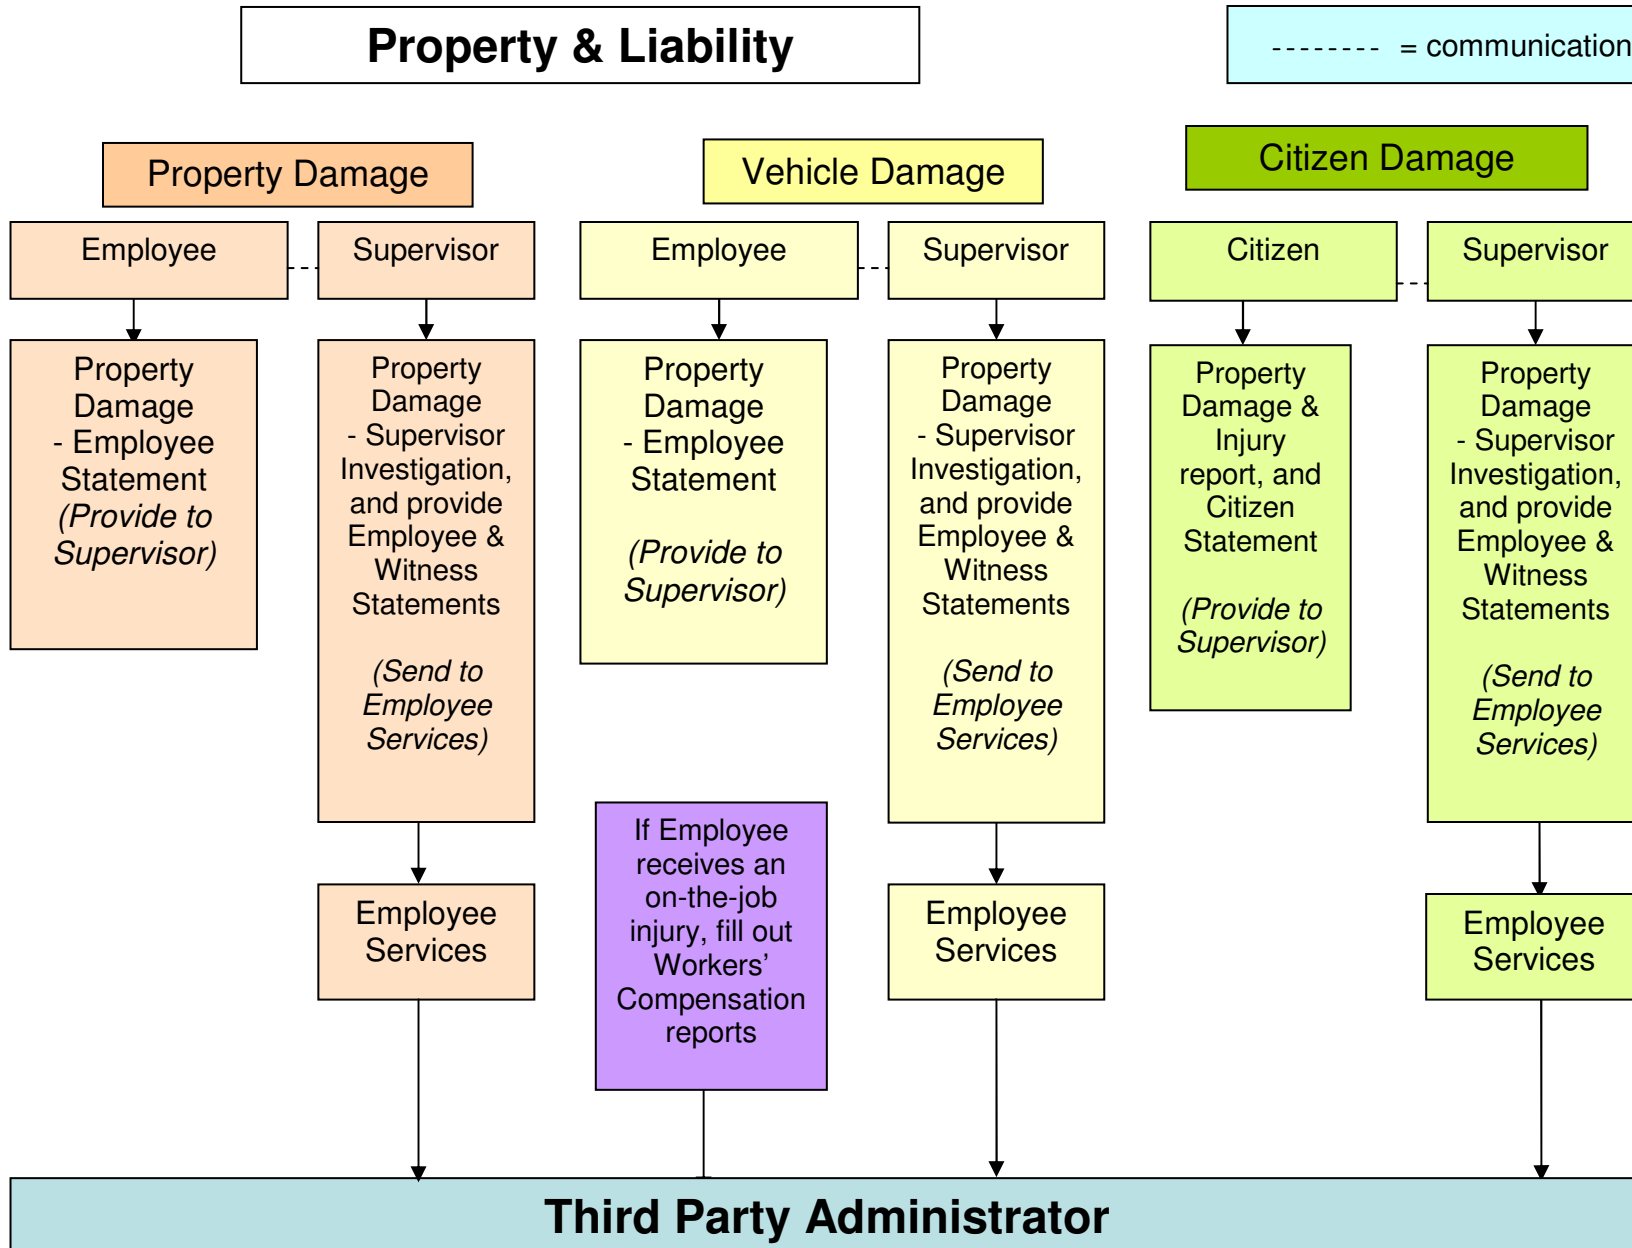 Property & Liability
-------- = communication
Property Damage
Vehicle Damage
Citizen Damage
Employee
Supervisor
Employee
Supervisor
Citizen
Supervisor
Property
Damage
- Employee
Statement
(Provide to
Supervisor)
Property
Damage
- Supervisor
Investigation,
and provide
Employee &
Witness
Statements
(Send to
Employee
Services)
Property
Damage
- Employee
Statement
(Provide to
Supervisor)
Property
Damage
- Supervisor
Investigation,
and provide
Employee &
Witness
Statements
(Send to
Employee
Services)
Property
Damage &
Injury
report, and
Citizen
Statement
(Provide to
Supervisor)
Property
Damage
- Supervisor
Investigation,
and provide
Employee &
Witness
Statements
(Send to
Employee
Services)
If Employee
receives an
on-the-job
injury, fill out
Workers’
Compensation
reports
Employee
Services
Employee
Services
Employee
Services
Third Party Administrator